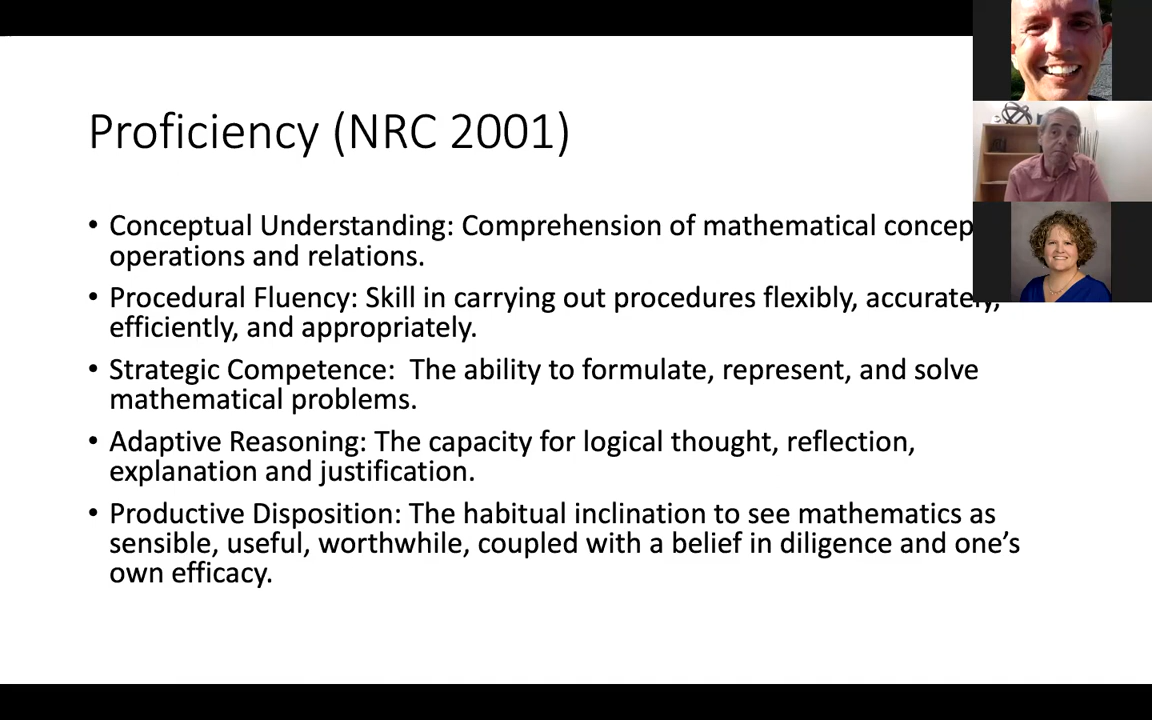 Proficiency (NRC 2001)
• Conceptual Understanding: Comprehension of mathematical concep
operations and relations.
• Procedural Fluency: Skill in carrying out procedures flexibly, accurately,
efficiently, and appropriately.
• Strategic Competence:  The ability to formulate, represent, and solve
mathematical problems.
• Adaptive Reasoning: The capacity for logical thought, reflection,
explanation and justification.
• Productive Disposition: The habitual inclination to see mathematics as
sensible, useful, worthwhile, coupled with a belief in diligence and one’s
own efficacy.